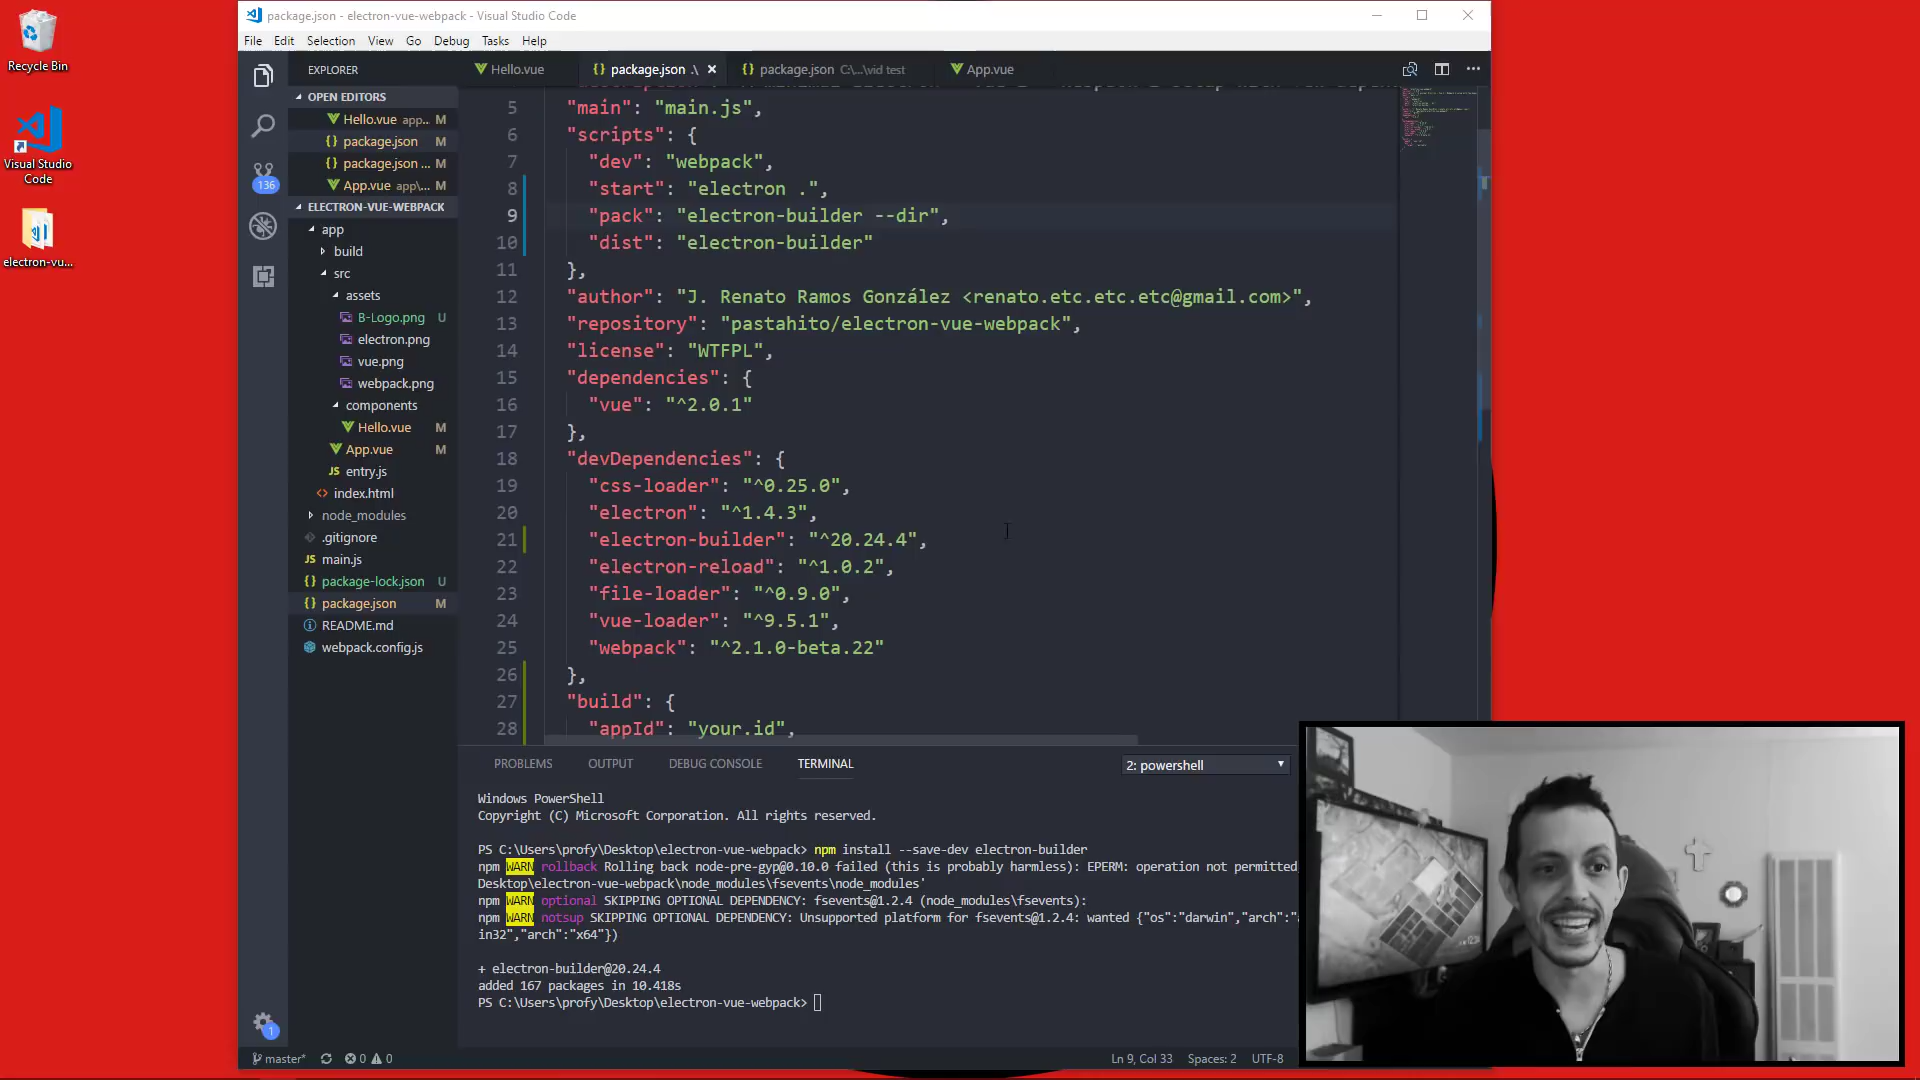 Recycle Bin
Visual Studio
Code
electron-vu...
package.json - electron-vue-webpack - Visual Studio Code
File Edit Selection View Go Debug Tasks Help
EXPLORER
OPEN EDITORS
Hello.vue app... M
package.json M
package.json ... M
App.vue app\... M
136
ELECTRON-VUE-WEBPACK
app
build
src
assets
B-Logo.png U
electron.png
vue.png
webpack.png
components
Hello.vue M
App.vue M
entry.js
index.html
node_modules
.gitignore
main.js
package-lock.json U
package.json M
README.md
webpack.config.js
1
Hello.vue package.json .\ package.json C:\...\vid test App.vue
5 "main": "main.js",
6 "scripts": {
7 "dev": "webpack",
8 "start": "electron .",
9 "pack": "electron-builder --dir",
10 "dist": "electron-builder"
11 },
12 "author": "J. Renato Ramos González <renato.etc.etc.etc@gmail.com>",
13 "repository": "pastahito/electron-vue-webpack",
14 "license": "WTFPL",
15 "dependencies": {
16 "vue": "^2.0.1"
17 },
18 "devDependencies": {
19 "css-loader": "^0.25.0",
20 "electron": "^1.4.3",
21 "electron-builder": "^20.24.4",
22 "electron-reload": "^1.0.2",
23 "file-loader": "^0.9.0",
24 "vue-loader": "^9.5.1",
25 "webpack": "^2.1.0-beta.22"
26 },
27 "build": {
28 "appId": "your.id",
PROBLEMS OUTPUT DEBUG CONSOLE TERMINAL 2: powershell
Windows PowerShell
Copyright (C) Microsoft Corporation. All rights reserved.
PS C:\Users\profy\Desktop\electron-vue-webpack> npm install --save-dev electron-builder
npm WARN rollback Rolling back node-pre-gyp@0.10.0 failed (this is probably harmless): EPERM: operation not permitted,
Desktop\electron-vue-webpack\node_modules\fsevents\node_modules'
npm WARN optional SKIPPING OPTIONAL DEPENDENCY: fsevents@1.2.4 (node_modules\fsevents):
npm WARN notsup SKIPPING OPTIONAL DEPENDENCY: Unsupported platform for fsevents@1.2.4: wanted {"os":"darwin","arch":"
in32","arch":"x64"})
+ electron-builder@20.24.4
added 167 packages in 10.418s
PS C:\Users\profy\Desktop\electron-vue-webpack>
master* 0 0 Ln 9, Col 33 Spaces: 2 UTF-8